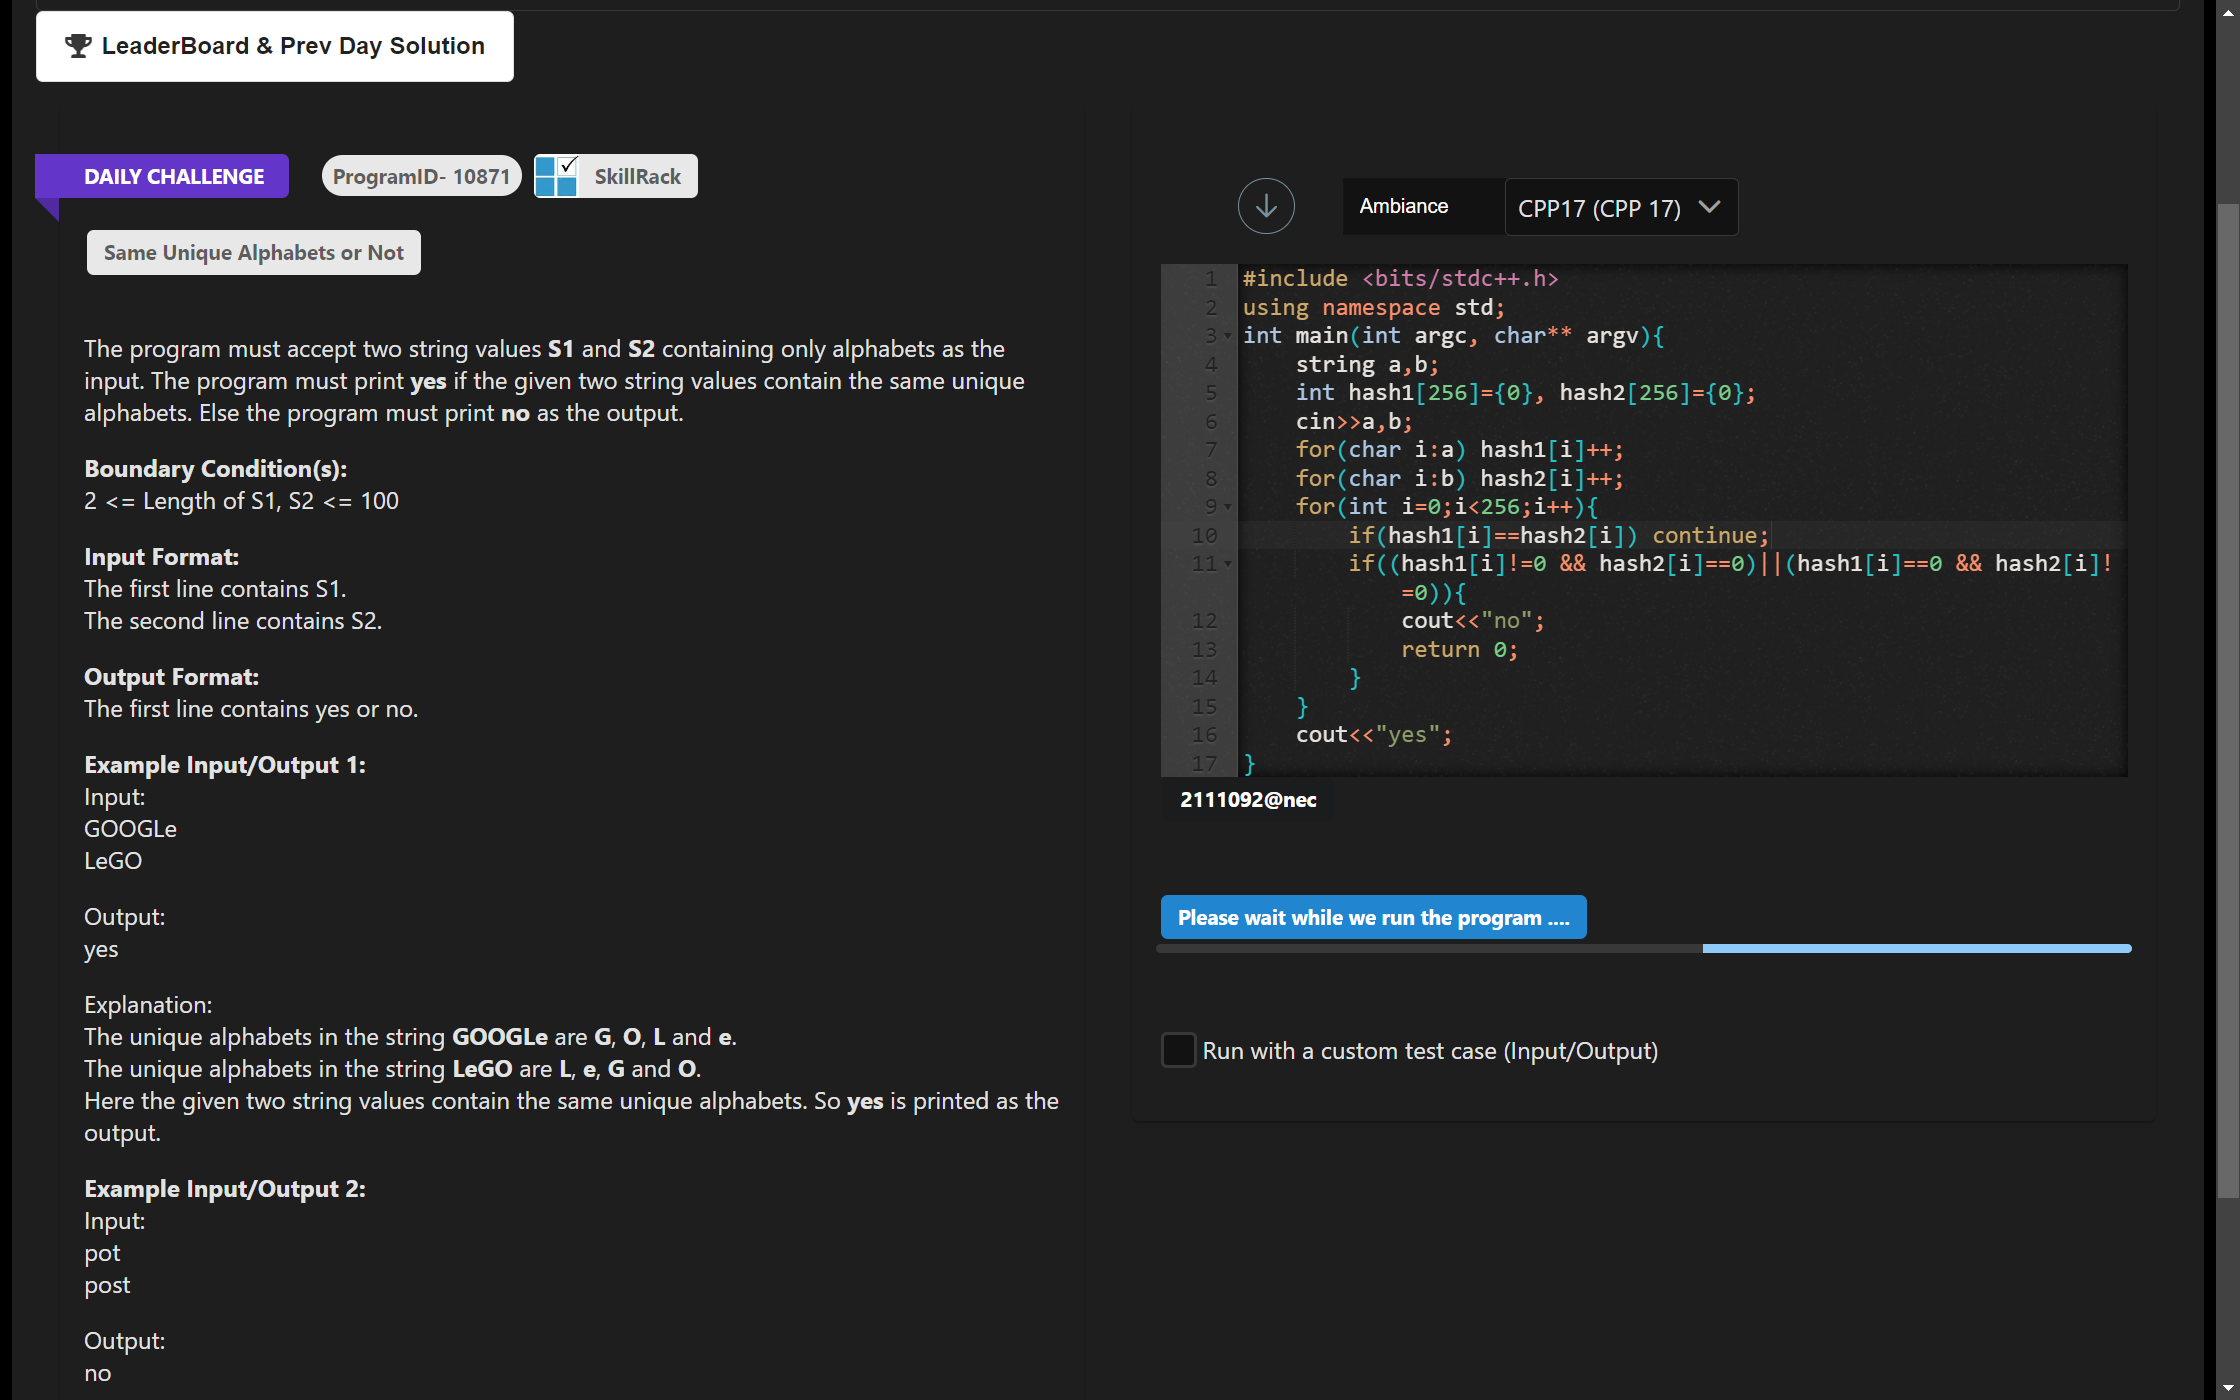 LeaderBoard & Prev Day Solution
DAILY CHALLENGE
ProgramID- 10871
SkillRack
Same Unique Alphabets or Not
The program must accept two string values S1 and S2 containing only alphabets as the
input. The program must print yes if the given two string values contain the same unique
alphabets. Else the program must print no as the output.
Boundary Condition(s):
2 <= Length of S1, S2 <= 100
Input Format:
The first line contains S1.
The second line contains S2.
Output Format:
The first line contains yes or no.
Example Input/Output 1:
Input:
GOOGLe
LeGO
Output:
yes
Explanation:
The unique alphabets in the string GOOGLe are G, O, L and e.
The unique alphabets in the string LeGO are L, e, G and O.
Here the given two string values contain the same unique alphabets. So yes is printed as the
output.
Example Input/Output 2:
Input:
pot
post
Output:
no
Ambiance
CPP17 (CPP 17)
1 #include <bits/stdc++.h>
2 using namespace std;
3 int main(int argc, char** argv){
4 string a,b;
5 int hash1[256]={0}, hash2[256]={0};
6 cin>>a,b;
7 for(char i:a) hash1[i]++;
8 for(char i:b) hash2[i]++;
9 for(int i=0;i<256;i++){
10 if(hash1[i]==hash2[i]) continue;
11 if((hash1[i]!=0 && hash2[i]==0)||(hash1[i]==0 && hash2[i]!
=0)){
12 cout<<"no";
13 return 0;
14 }
15 }
16 cout<<"yes";
17 }
2111092@nec
Please wait while we run the program ....
Run with a custom test case (Input/Output)